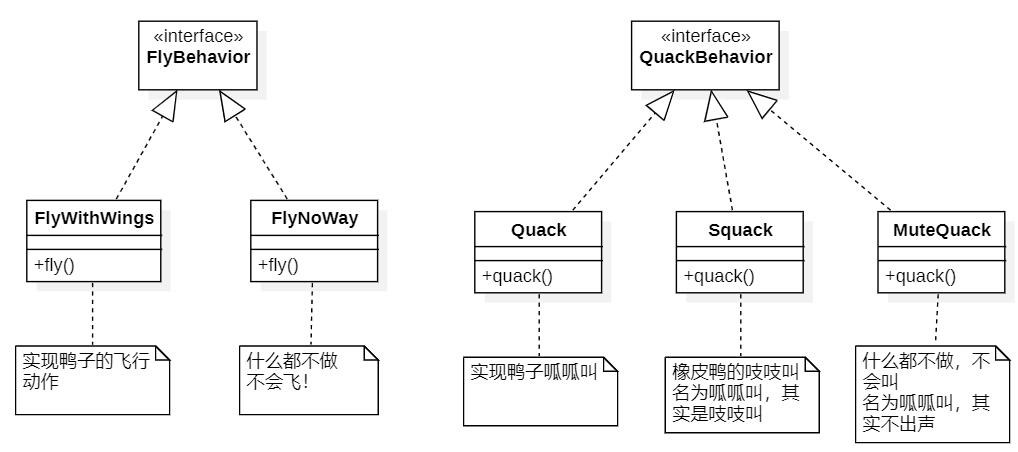 «interface»
FlyBehavior
«interface»
QuackBehavior
FlyWithWings
+fly()
FlyNoWay
+fly()
Quack
+quack()
Squack
+quack()
MuteQuack
+quack()
实现鸭子的飞行
动作
什么都不做
不会飞!
实现鸭子呱呱叫
橡皮鸭的吱吱叫
名为呱呱叫，其
实是吱吱叫
什么都不做，不
会叫
名为呱呱叫，其
实不出声